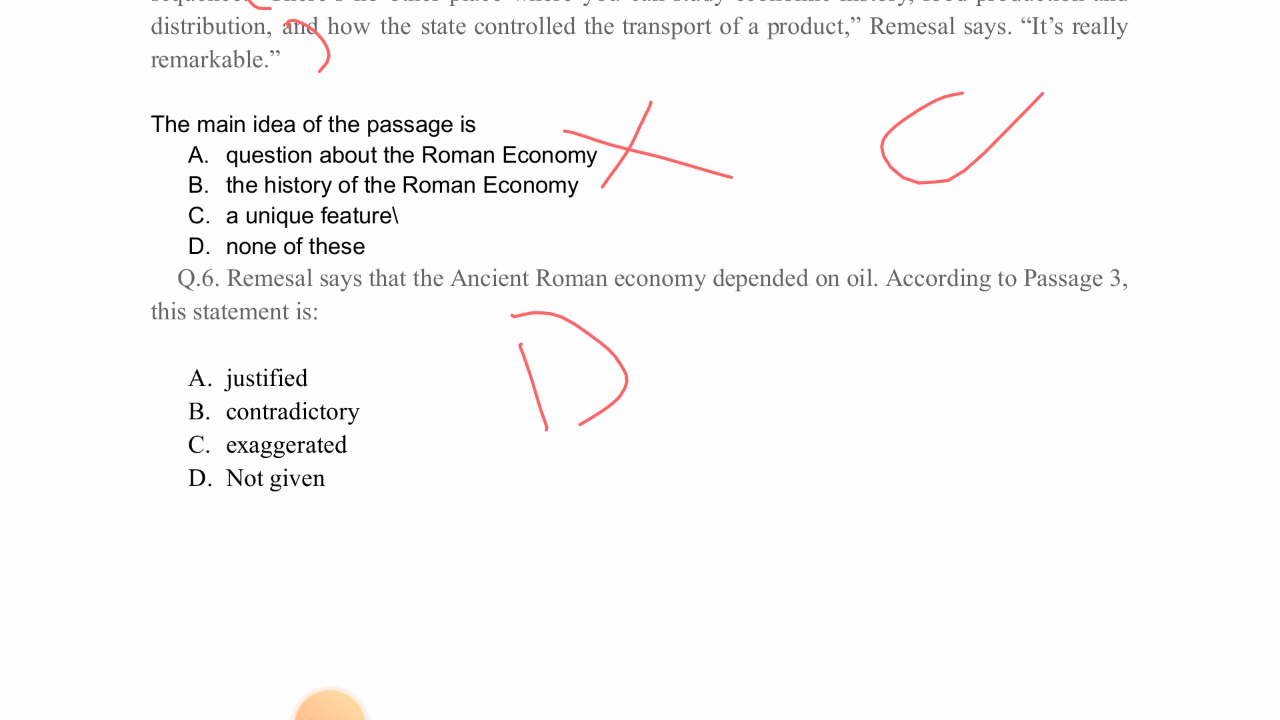 distribution, and how the state controlled the transport of a product,” Remesal says. “It’s really
remarkable.”
The main idea of the passage is
A. question about the Roman Economy
B. the history of the Roman Economy
C. a unique feature\
D. none of these
Q.6. Remesal says that the Ancient Roman economy depended on oil. According to Passage 3,
this statement is:
D
A. justified
B. contradictory
C. exaggerated
D. Not given